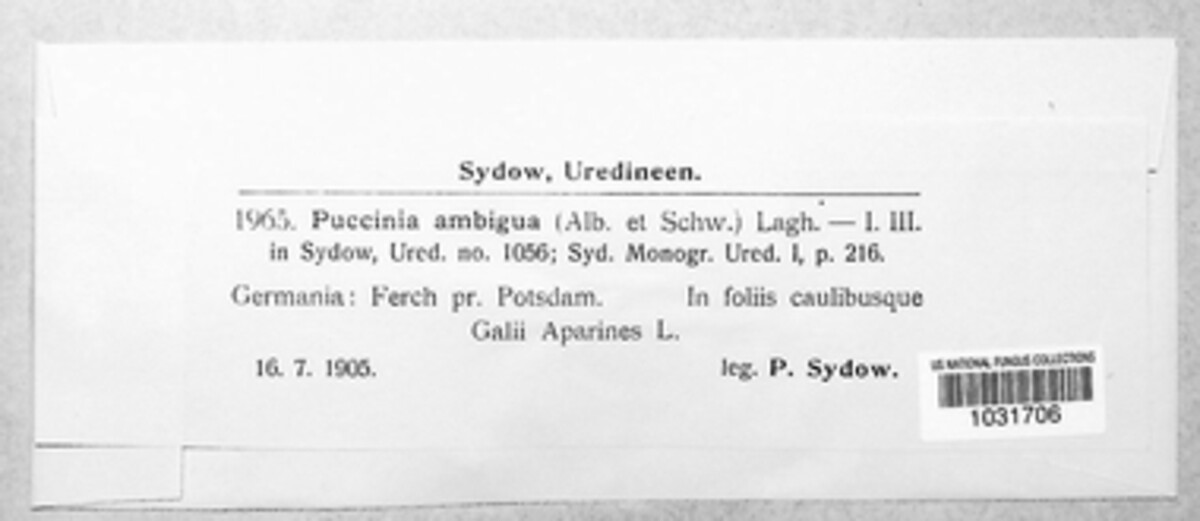 Sydow, Uredineen.
1965. Puccinia ambigua (Alb. et Schw.) Lagh. — I. III.
in Sydow, Ured. no. 1056; Syd. Monogr. Ured. I, p. 216.
Germania: Ferch pr. Potsdam. In foliis caulibusque
Galii Aparines L.
16. 7. 1905. leg. P. Sydow.
US NATIONAL FUNGUS COLLECTIONS
1031706